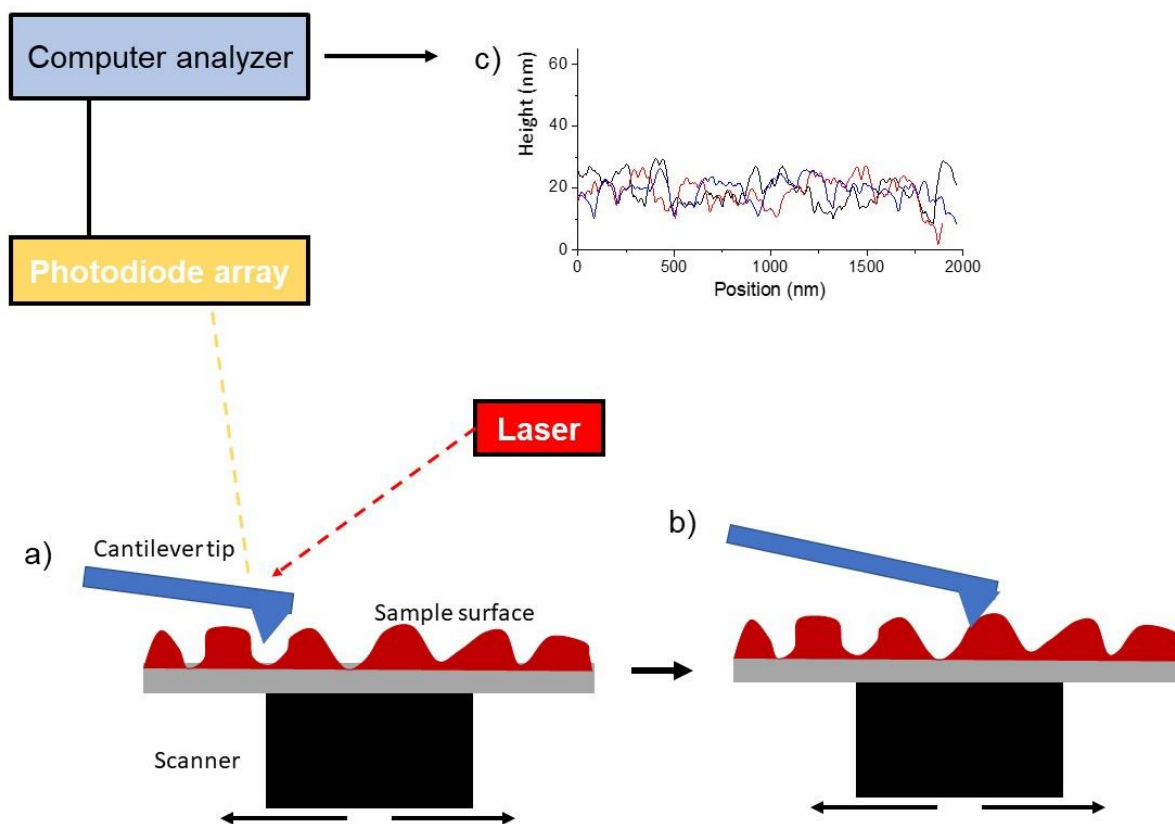 Computer analyzer
c)
Height (nm)
60
40
20
0
0
500
1000
1500
2000
Position (nm)
Photodiode array
Laser
a)
Cantilever tip
Sample surface
Scanner
b)